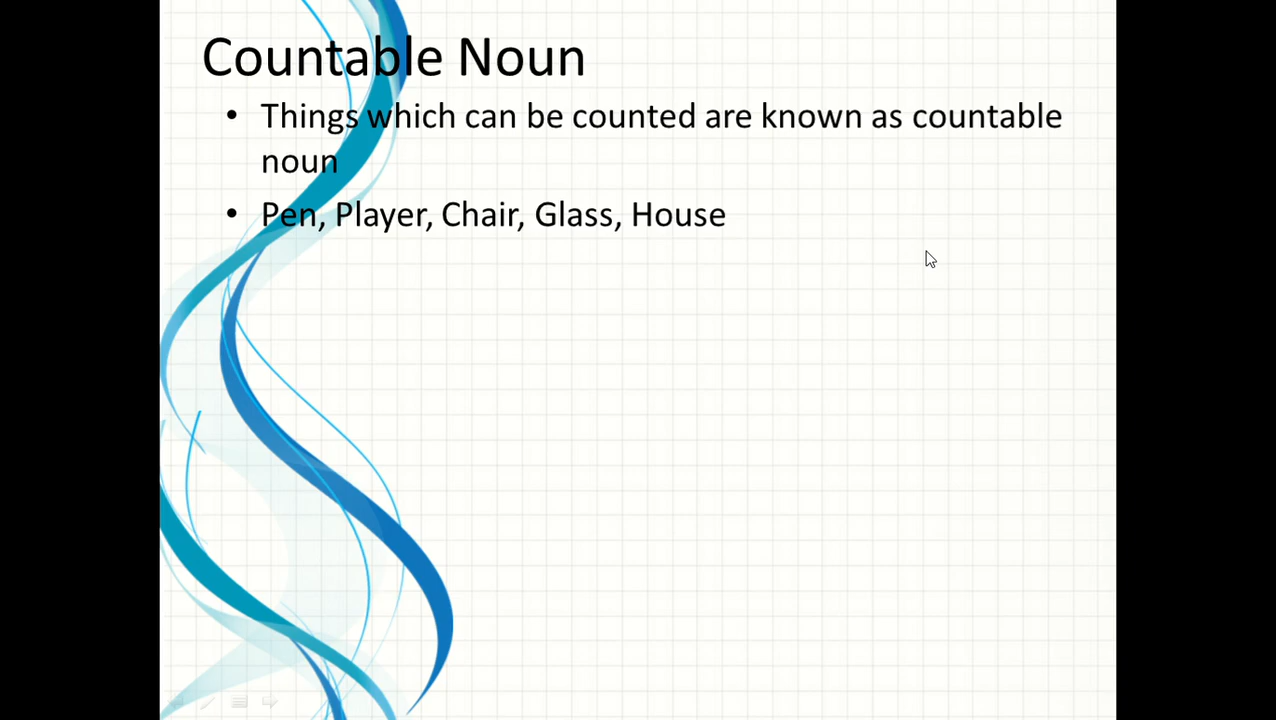 Countable Noun
• Things which can be counted are known as countable
noun
• Pen, Player, Chair, Glass, House